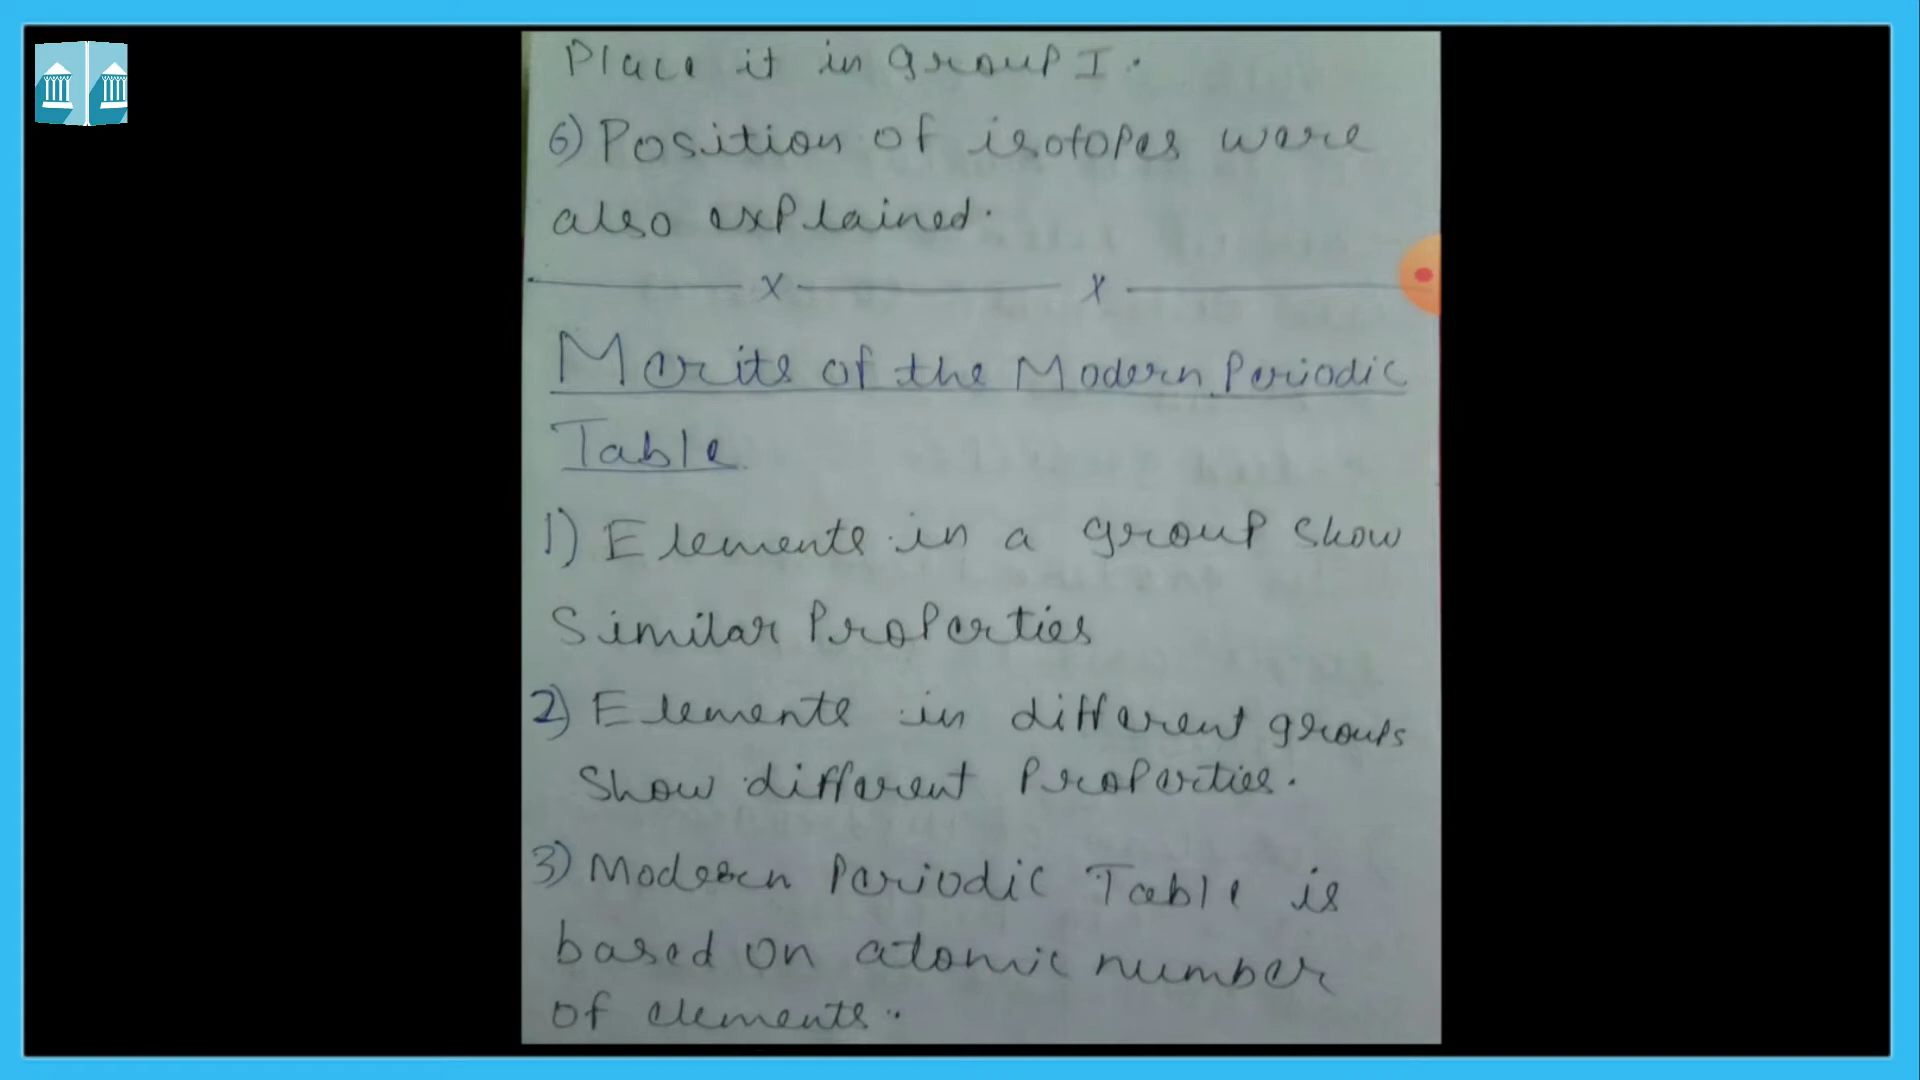 Place it in group I.
6) Position of isotopes were
also explained.
x x
Merits of the Modern Periodic
Table
1) Elements in a group show
Similar Properties
2) Elements in different groups
show different Properties.
3) Modern Periodic Table is
based on atomic number
of elements.